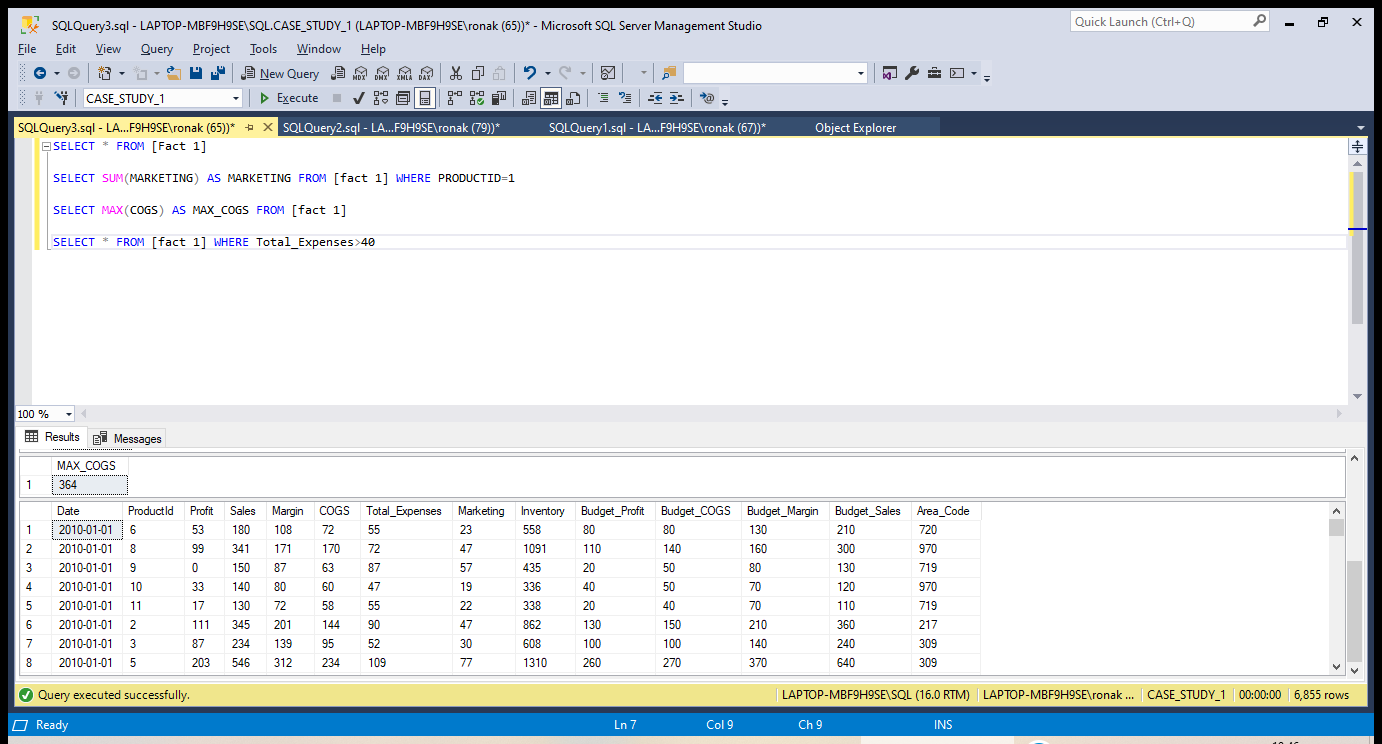 SQLQuery3.sql - LAPTOP-MBF9H9SE\SQL.CASE_STUDY_1 (LAPTOP-MBF9H9SE\ronak (65))* - Microsoft SQL Server Management Studio
Quick Launch (Ctrl+Q)
File Edit View Query Project Tools Window Help
New Query MDX DMX XMLA DAX
CASE_STUDY_1 Execute
SQLQuery3.sql - LA...F9H9SE\ronak (65))* SQLQuery2.sql - LA...F9H9SE\ronak (79))* SQLQuery1.sql - LA...F9H9SE\ronak (67))* Object Explorer
SELECT * FROM [Fact 1]
SELECT SUM(MARKETING) AS MARKETING FROM [fact 1] WHERE PRODUCTID=1
SELECT MAX(COGS) AS MAX_COGS FROM [fact 1]
SELECT * FROM [fact 1] WHERE Total_Expenses>40
100 %
Results Messages
MAX_COGS
1 364
Date ProductId Profit Sales Margin COGS Total_Expenses Marketing Inventory Budget_Profit Budget_COGS Budget_Margin Budget_Sales Area_Code
1 2010-01-01 6 53 180 108 72 55 23 558 80 80 130 210 720
2 2010-01-01 8 99 341 171 170 72 47 1091 110 140 160 300 970
3 2010-01-01 9 0 150 87 63 87 57 435 20 50 80 130 719
4 2010-01-01 10 33 140 80 60 47 19 336 40 50 70 120 970
5 2010-01-01 11 17 130 72 58 55 22 338 20 40 70 110 719
6 2010-01-01 2 111 345 201 144 90 47 862 130 150 210 360 217
7 2010-01-01 3 87 234 139 95 52 30 608 100 100 140 240 309
8 2010-01-01 5 203 546 312 234 109 77 1310 260 270 370 640 309
Query executed successfully. LAPTOP-MBF9H9SE\SQL (16.0 RTM) LAPTOP-MBF9H9SE\ronak ... CASE_STUDY_1 00:00:00 6,855 rows
Ready Ln 7 Col 9 Ch 9 INS